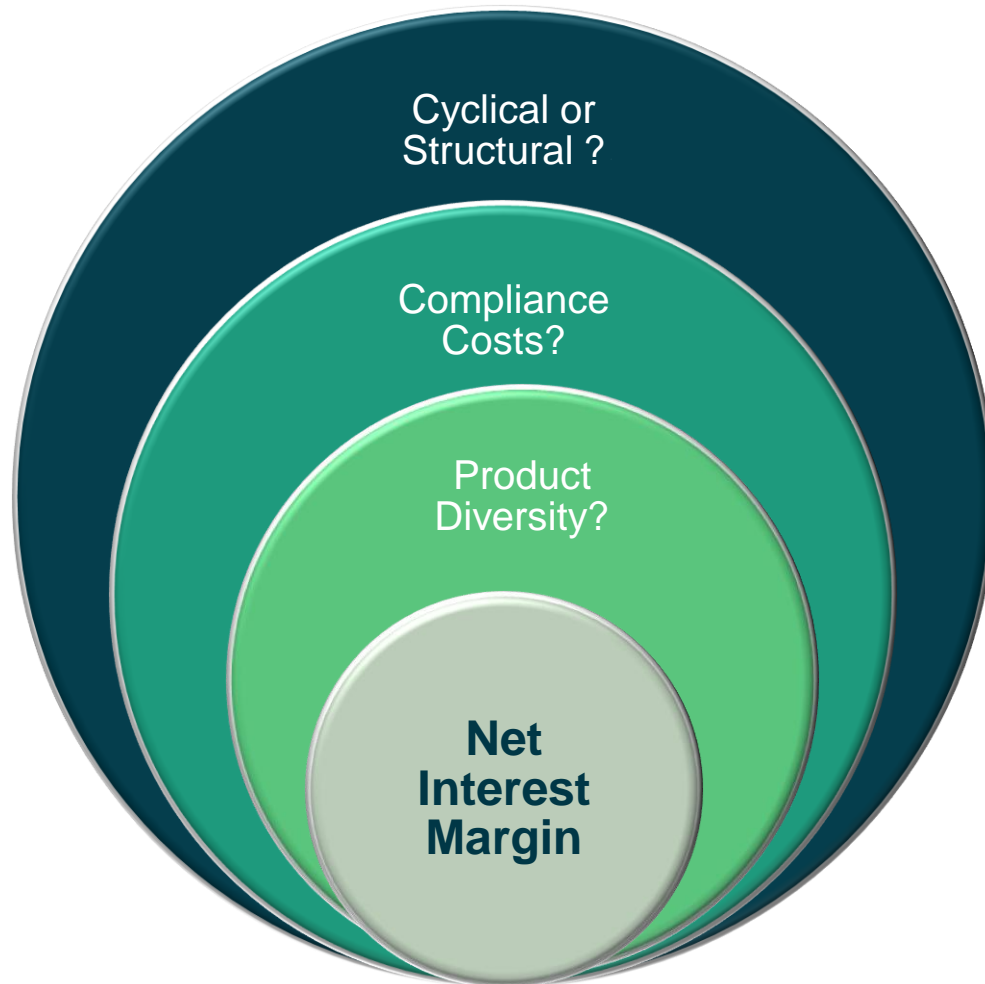 Cyclical or
Structural ?
Compliance
Costs?
Product
Diversity?
Net
Interest
Margin